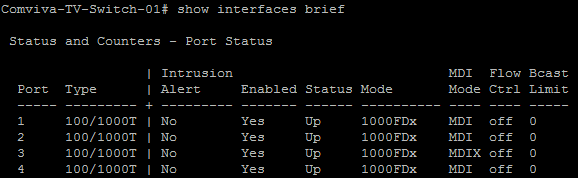 Comviva-TV-Switch-01# show interfaces brief
Status and Counters - Port Status
| Intrusion MDI Flow Bcast
Port Type | Alert Enabled Status Mode Mode Ctrl Limit
----- --------- + --------- ------- ------ ---------- ---- ---- -----
1 100/1000T | No Yes Up 1000FDx MDI off 0
2 100/1000T | No Yes Up 1000FDx MDI off 0
3 100/1000T | No Yes Up 1000FDx MDIX off 0
4 100/1000T | No Yes Up 1000FDx MDI off 0